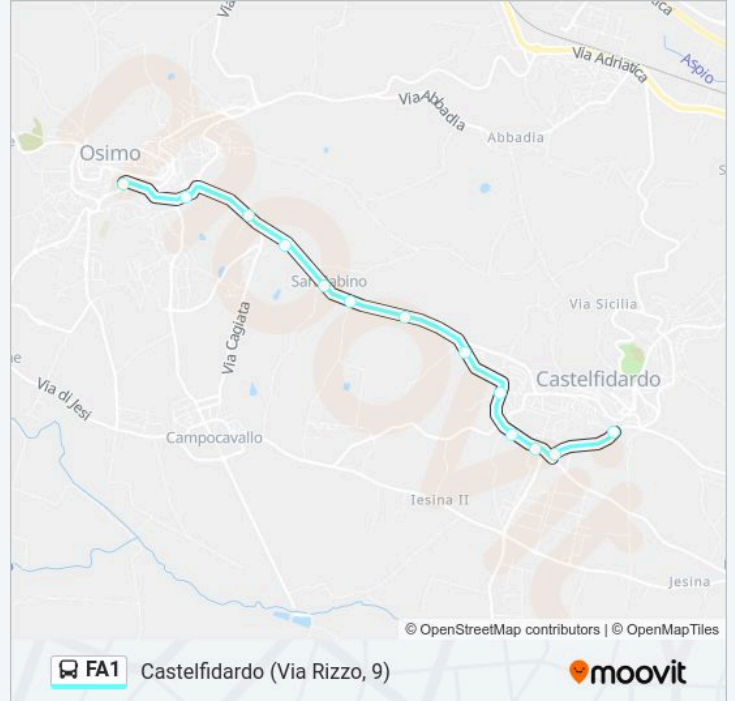 Via
Via Adriatica
Aspio
Via Abbadia
Abbadia
Osimo
San Sabino
Via Sicilia
Via Cagiata
Castelfidardo
Via di Jesi
Campocavallo
Iesina II
Jesina
© OpenStreetMap contributors | © OpenMapTiles
FA1 Castelfidardo (Via Rizzo, 9) moovit